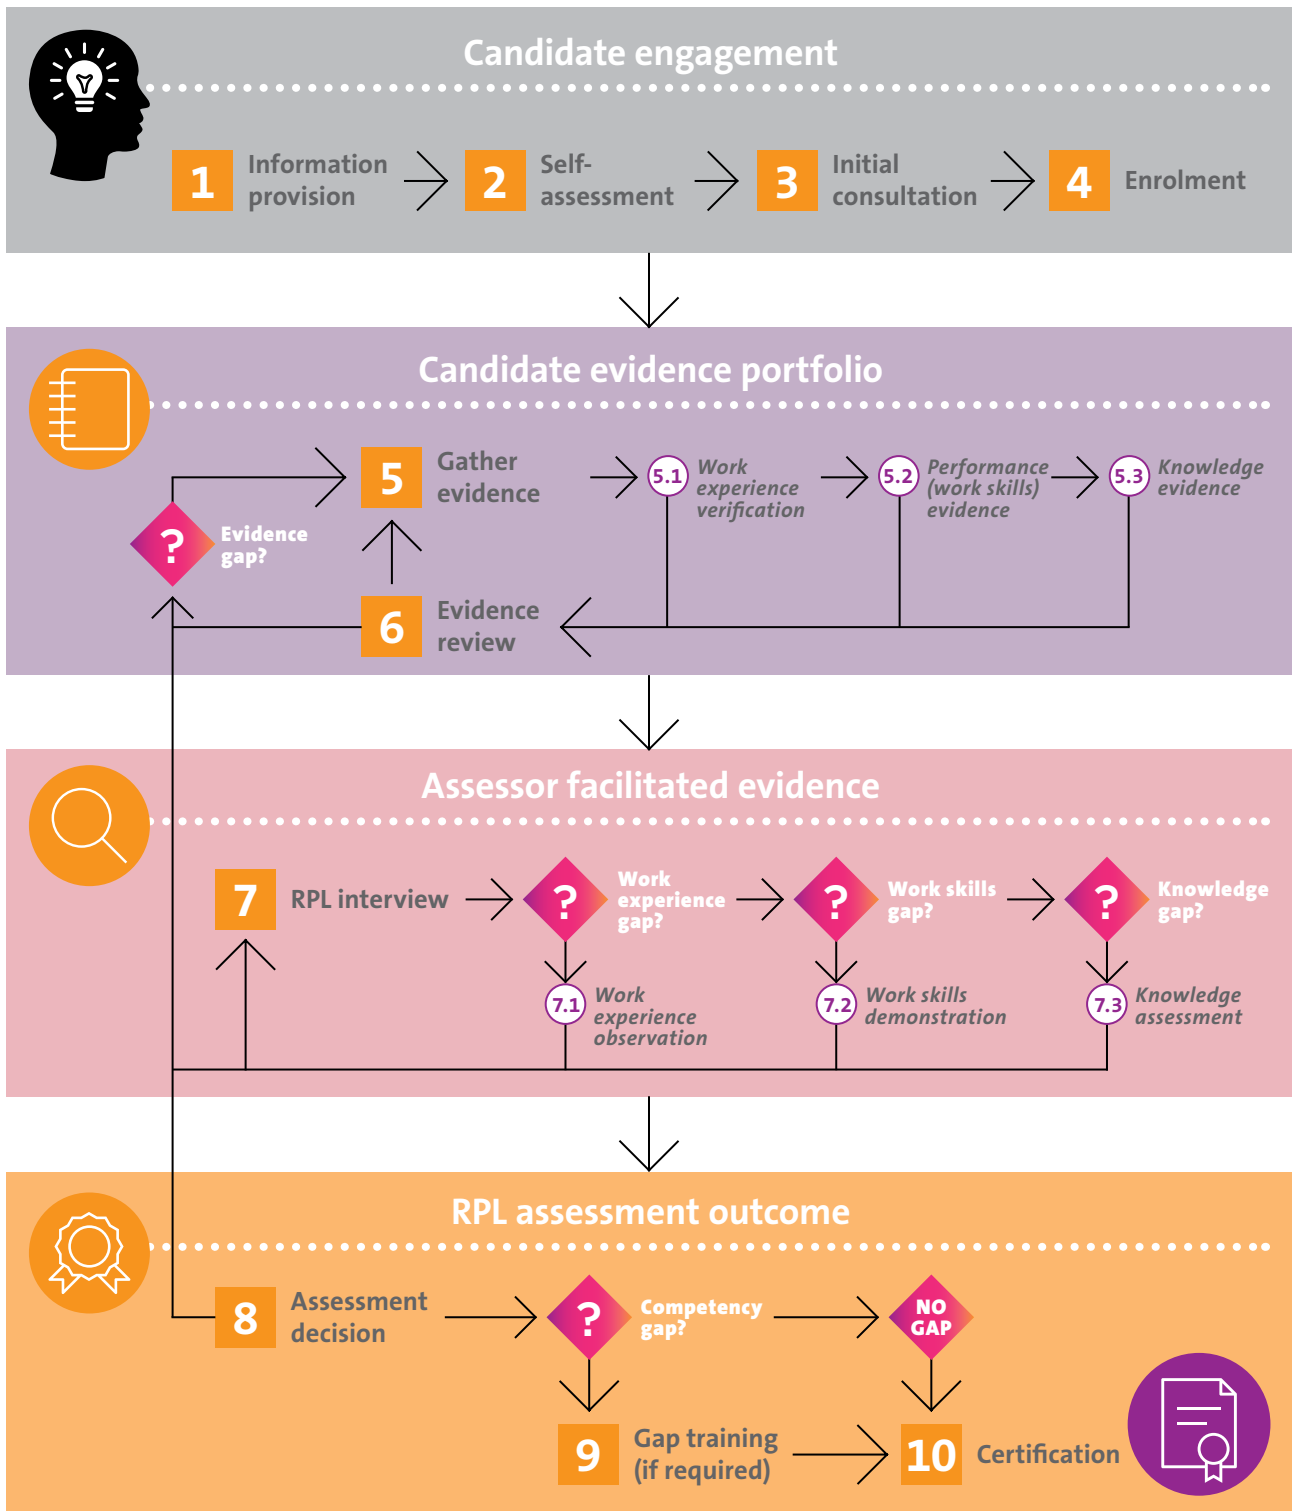 Candidate engagement
1
Information
provision
2
Self-
assessment
3
Initial
consultation
4
Enrolment
Candidate evidence portfolio
5
Gather
evidence
5.1
Work
experience
verification
5.2
Performance
(work skills)
evidence
5.3
Knowledge
evidence
?
Evidence
gap?
6
Evidence
review
Assessor facilitated evidence
7
RPL interview
?
Work
experience
gap?
?
Work skills
gap?
?
Knowledge
gap?
7.1
Work
experience
observation
7.2
Work skills
demonstration
7.3
Knowledge
assessment
RPL assessment outcome
8
Assessment
decision
?
Competency
gap?
NO
GAP
9
Gap training
(if required)
10
Certification